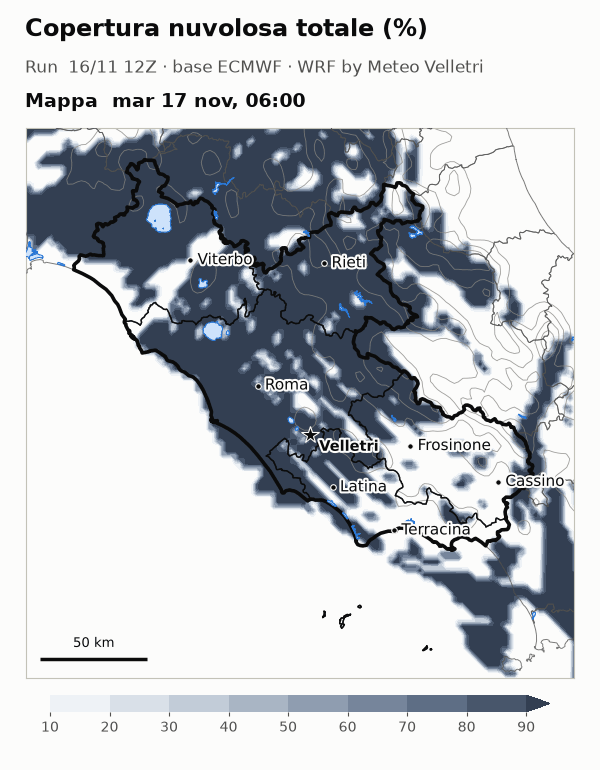 Copertura nuvolosa totale (%)
Run 16/11 12Z · base ECMWF · WRF by Meteo Velletri
Mappa mar 17 nov, 06:00
Viterbo
Rieti
Roma
Velletri
Frosinone
Latina
Cassino
Terracina
50 km
10 20 30 40 50 60 70 80 90